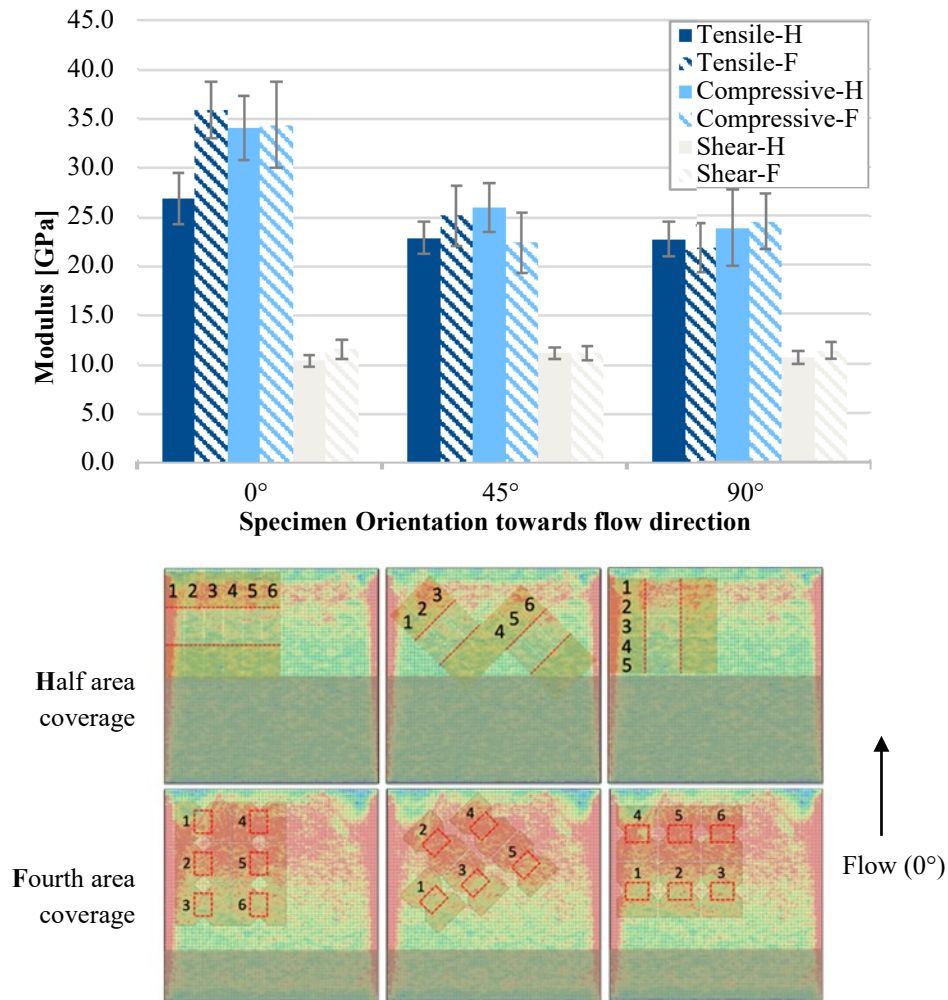 45.0
40.0
35.0
30.0
25.0
20.0
15.0
10.0
5.0
0.0
Modulus [GPa]
Tensile-H
Tensile-F
Compressive-H
Compressive-F
Shear-H
Shear-F
0° 45° 90°
Specimen Orientation towards flow direction
Half area
coverage
1 2 3 4 5 6
1 2 3 4 5 6
1
2
3
4
5
Fourth area
coverage
1 4
2 5
3 6
2 4
1 3 5
4 5 6
1 2 3
Flow (0°)